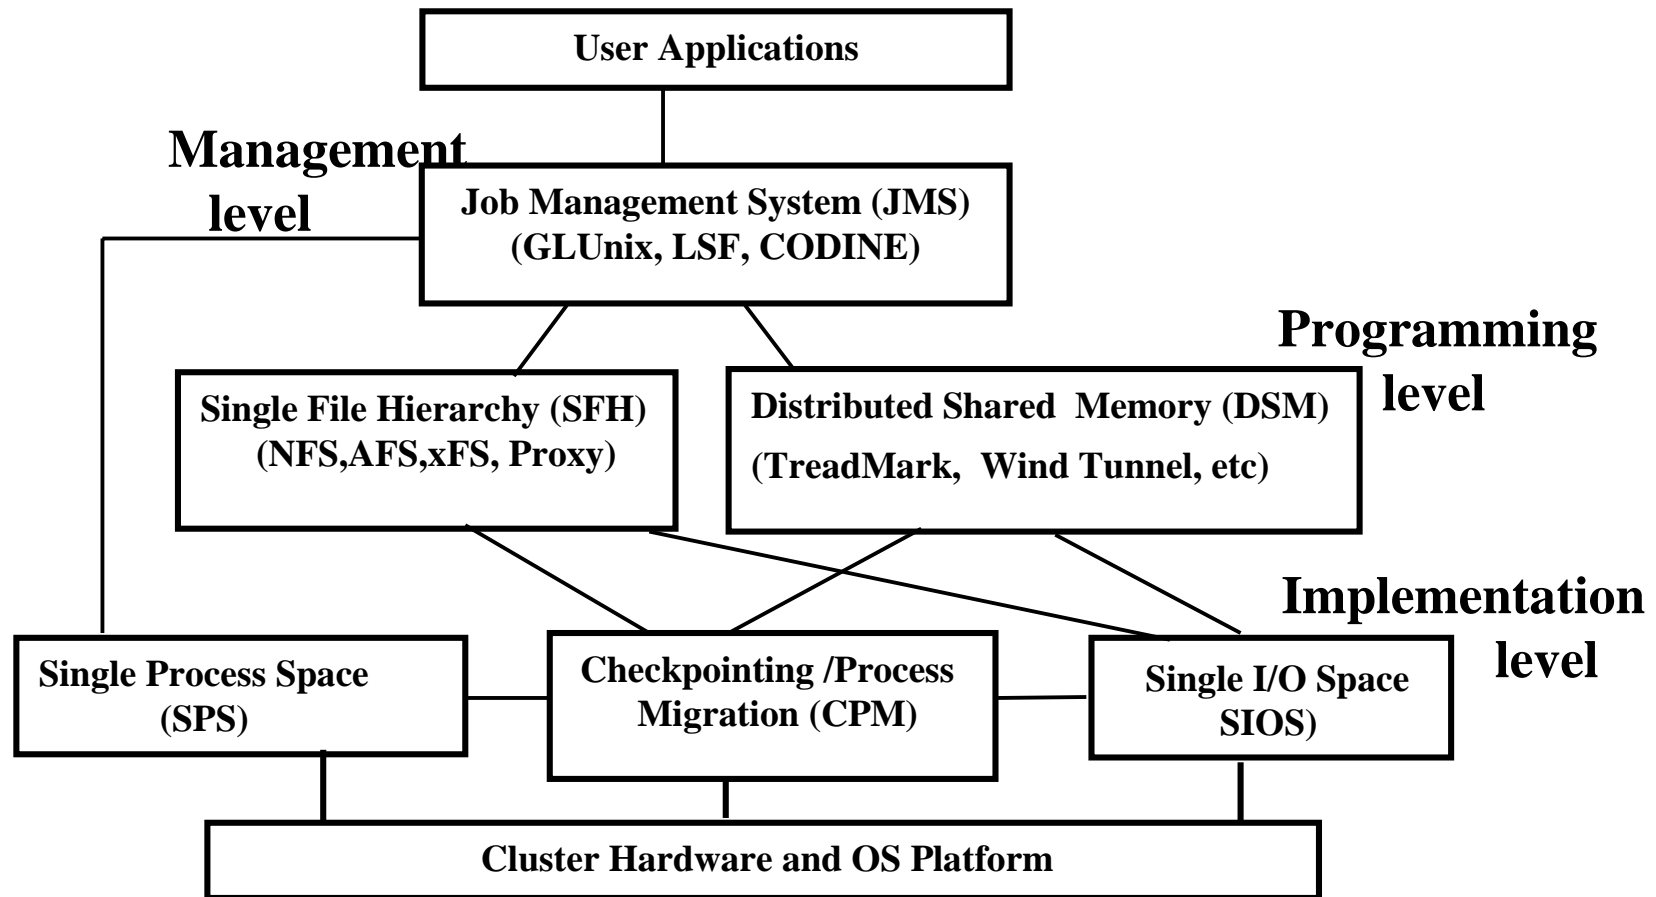 User Applications
Management
level
Job Management System (JMS)
(GLUnix, LSF, CODINE)
Programming
level
Single File Hierarchy (SFH)
(NFS,AFS,xFS, Proxy)
Distributed Shared  Memory (DSM)
(TreadMark,  Wind Tunnel, etc)
Implementation
level
Single Process Space
(SPS)
Checkpointing /Process
Migration (CPM)
Single I/O Space
SIOS)
Cluster Hardware and OS Platform